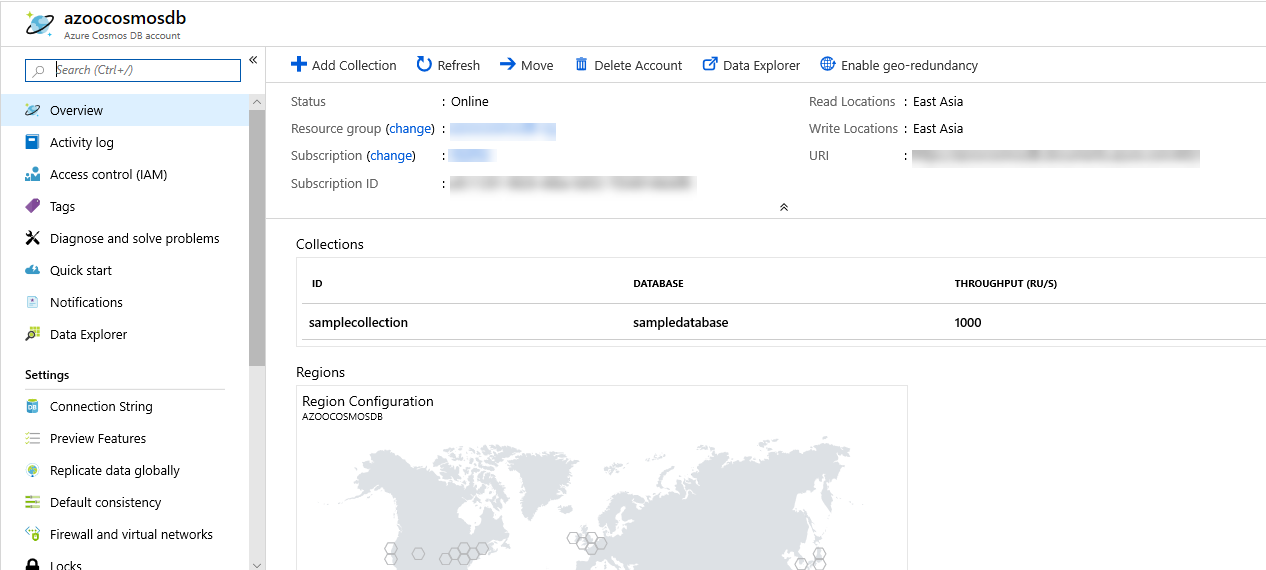 azoocosmosdb
Azure Cosmos DB account
Search (Ctrl+/)
«
Overview
Activity log
Access control (IAM)
Tags
Diagnose and solve problems
Quick start
Notifications
Data Explorer
Settings
Connection String
Preview Features
Replicate data globally
Default consistency
Firewall and virtual networks
Locks
Add Collection Refresh Move Delete Account Data Explorer Enable geo-redundancy
Status : Online
Resource group (change) :
Subscription (change) :
Subscription ID :
Read Locations : East Asia
Write Locations : East Asia
URI :
Collections
ID DATABASE THROUGHPUT (RU/S)
samplecollection sampledatabase 1000
Regions
Region Configuration
AZOOCOSMOSDB